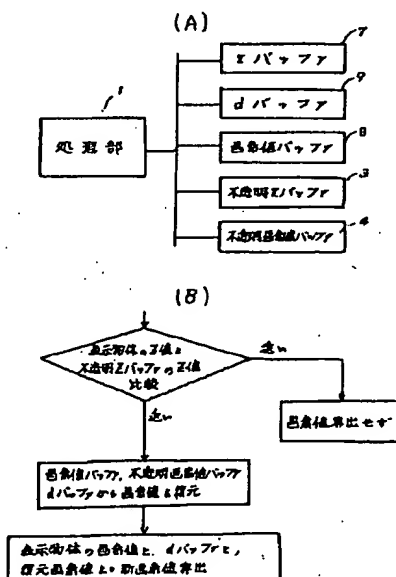 (A)
1
処理部
7
Zバッファ
9
dバッファ
8
画素値バッファ
3
不透明Zバッファ
4
不透明画素値バッファ
(B)
表示物体のZ値と
不透明ZバッファのZ値
比較
遠い
近い
画素値算出せず
画素値バッファ,不透明画素値バッファ
dバッファから画素値を復元
表示物体の画素値と,dバッファと,
復元画素値より新画素値算出